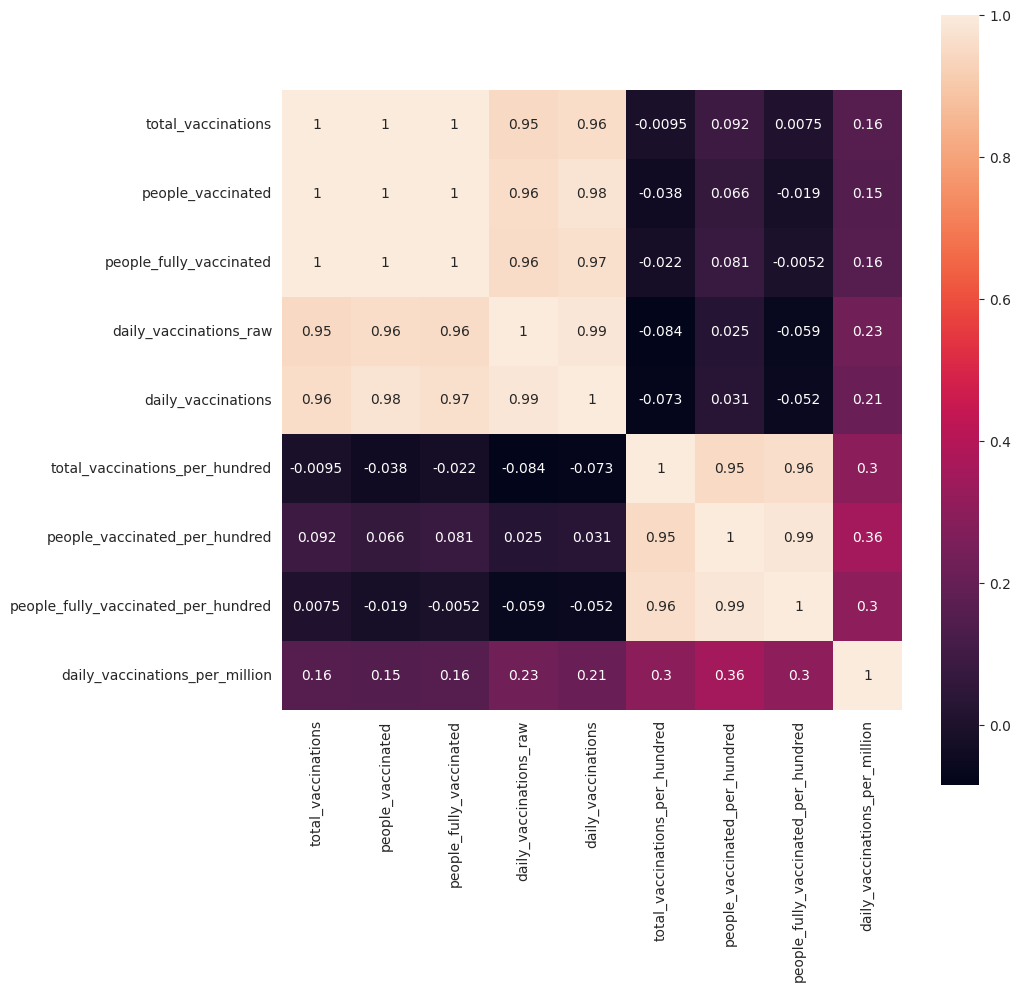 1.0
total_vaccinations 1 1 1 0.95 0.96 -0.0095 0.092 0.0075 0.16
0.8
people_vaccinated 1 1 1 0.96 0.98 -0.038 0.066 -0.019 0.15
people_fully_vaccinated 1 1 1 0.96 0.97 -0.022 0.081 -0.0052 0.16
0.6
daily_vaccinations_raw 0.95 0.96 0.96 1 0.99 -0.084 0.025 -0.059 0.23
daily_vaccinations 0.96 0.98 0.97 0.99 1 -0.073 0.031 -0.052 0.21
0.4
total_vaccinations_per_hundred -0.0095 -0.038 -0.022 -0.084 -0.073 1 0.95 0.96 0.3
people_vaccinated_per_hundred 0.092 0.066 0.081 0.025 0.031 0.95 1 0.99 0.36
0.2
people_fully_vaccinated_per_hundred 0.0075 -0.019 -0.0052 -0.059 -0.052 0.96 0.99 1 0.3
daily_vaccinations_per_million 0.16 0.15 0.16 0.23 0.21 0.3 0.36 0.3 1
0.0
total_vaccinations
people_vaccinated
people_fully_vaccinated
daily_vaccinations_raw
daily_vaccinations
total_vaccinations_per_hundred
people_vaccinated_per_hundred
people_fully_vaccinated_per_hundred
daily_vaccinations_per_million